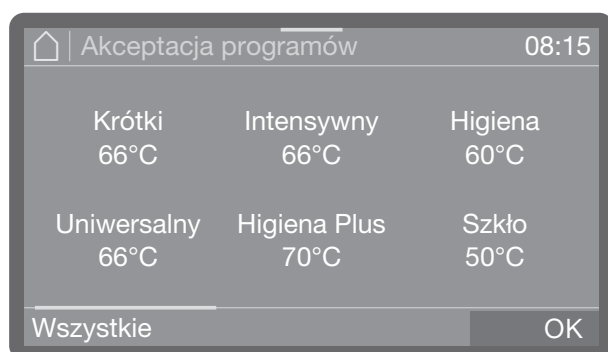 Akceptacja programów 08:15
Krótki Intensywny Higiena
66°C 66°C 60°C
Uniwersalny Higiena Plus Szkło
66°C 70°C 50°C
Wszystkie OK